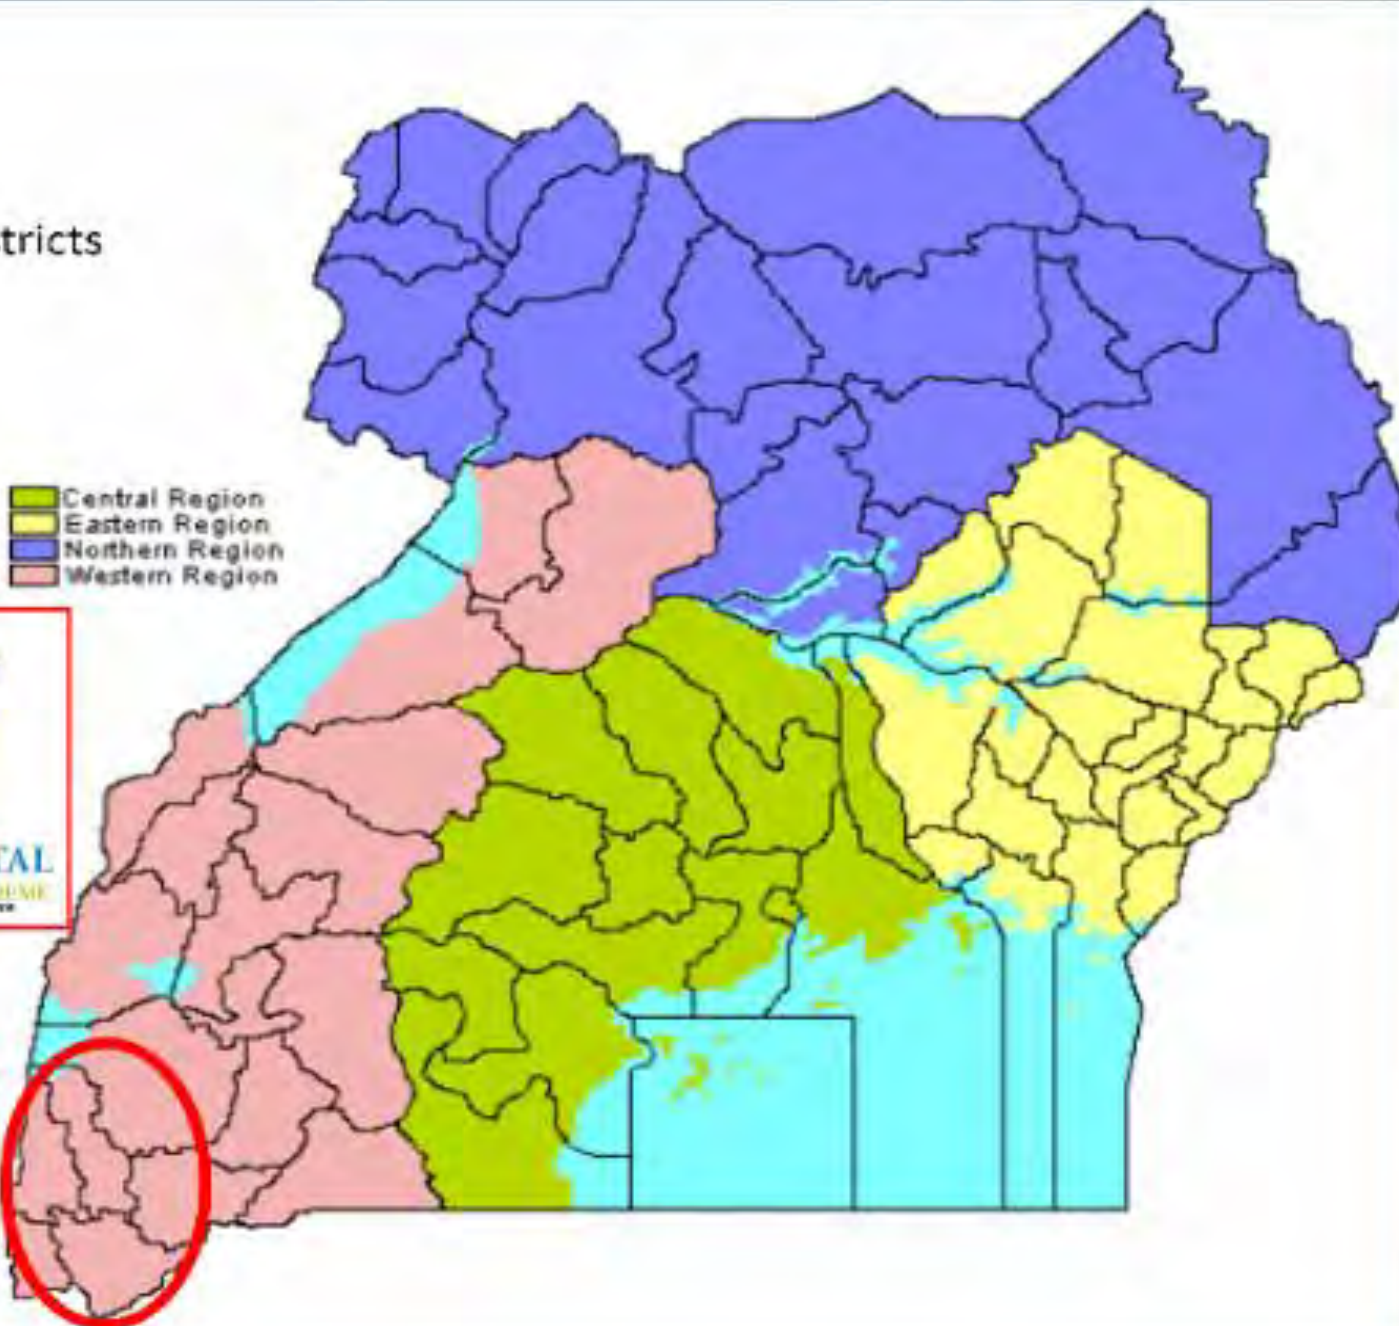 tricts
Central Region
Eastern Region
Northern Region
Western Region
TAL